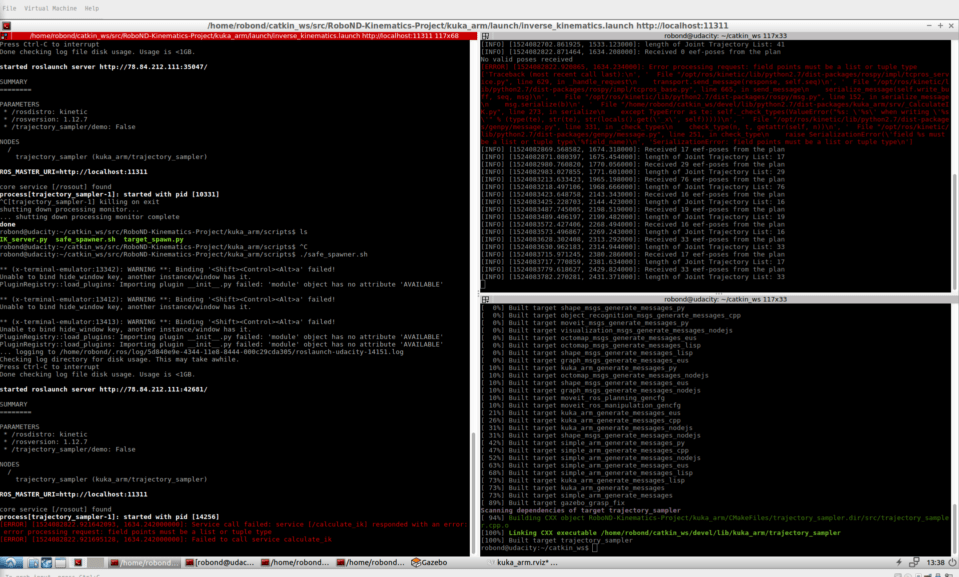 File Virtual Machine Help
/home/robond/catkin_ws/src/RoboND-Kinematics-Project/kuka_arm/launch/inverse_kinematics.launch http://localhost:11311
/home/robond/catkin_ws/src/RoboND-Kinematics-Project/kuka_arm/launch/inverse_kinematics.launch http://localhost:11311 117x68
Press Ctrl-C to interrupt
Done checking log file disk usage. Usage is <1GB.
started roslaunch server http://78.84.212.111:35047/
SUMMARY
========
PARAMETERS
* /rosdistro: kinetic
* /rosversion: 1.12.7
* /trajectory_sampler/demo: False
NODES
/
trajectory_sampler (kuka_arm/trajectory_sampler)
ROS_MASTER_URI=http://localhost:11311
core service [/rosout] found
process[trajectory_sampler-1]: started with pid [10331]
^C[trajectory_sampler-1] killing on exit
shutting down processing monitor...
... shutting down processing monitor complete
done
robond@udacity:~/catkin_ws/src/RoboND-Kinematics-Project/kuka_arm/scripts$ ls
IK_server.py safe_spawner.sh target_spawn.py
robond@udacity:~/catkin_ws/src/RoboND-Kinematics-Project/kuka_arm/scripts$ ^C
robond@udacity:~/catkin_ws/src/RoboND-Kinematics-Project/kuka_arm/scripts$ ./safe_spawner.sh
** (x-terminal-emulator:13342): WARNING **: Binding '<Shift><Control><Alt>a' failed!
Unable to bind hide_window key, another instance/window has it.
PluginRegistry::load_plugins: Importing plugin __init__.py failed: 'module' object has no attribute 'AVAILABLE'
** (x-terminal-emulator:13412): WARNING **: Binding '<Shift><Control><Alt>a' failed!
Unable to bind hide_window key, another instance/window has it.
** (x-terminal-emulator:13413): WARNING **: Binding '<Shift><Control><Alt>a' failed!
Unable to bind hide_window key, another instance/window has it.
PluginRegistry::load_plugins: Importing plugin __init__.py failed: 'module' object has no attribute 'AVAILABLE'
PluginRegistry::load_plugins: Importing plugin __init__.py failed: 'module' object has no attribute 'AVAILABLE'
... logging to /home/robond/.ros/log/5d840e9e-4344-11e8-8444-000c29cda305/roslaunch-udacity-14151.log
Checking log directory for disk usage. This may take awhile.
Press Ctrl-C to interrupt
Done checking log file disk usage. Usage is <1GB.
started roslaunch server http://78.84.212.111:42681/
SUMMARY
========
PARAMETERS
* /rosdistro: kinetic
* /rosversion: 1.12.7
* /trajectory_sampler/demo: False
NODES
/
trajectory_sampler (kuka_arm/trajectory_sampler)
ROS_MASTER_URI=http://localhost:11311
core service [/rosout] found
process[trajectory_sampler-1]: started with pid [14256]
Service call failed: service [/calculate_ik] responded with an error:
error processing request: field points must be a list or tuple type
Failed to call service calculate_ik
robond@udacity: ~/catkin_ws 117x33
[INFO] [1524082702.861925, 1533.123000]: length of Joint Trajectory List: 41
[INFO] [1524082822.871464, 1634.208000]: Received 0 eef-poses from the plan
No valid poses received
Error processing request: field points must be a list or tuple type
[INFO] [1524082869.560582, 1674.318000]: Received 17 eef-poses from the plan
[INFO] [1524082871.080397, 1675.454000]: length of Joint Trajectory List: 17
[INFO] [1524082980.760820, 1770.056000]: Received 29 eef-poses from the plan
[INFO] [1524082983.027855, 1771.601000]: length of Joint Trajectory List: 29
[INFO] [1524083213.633423, 1965.198000]: Received 76 eef-poses from the plan
[INFO] [1524083218.497106, 1968.666000]: length of Joint Trajectory List: 76
[INFO] [1524083423.648758, 2143.343000]: Received 16 eef-poses from the plan
[INFO] [1524083425.228703, 2144.423000]: length of Joint Trajectory List: 16
[INFO] [1524083487.745005, 2198.519000]: Received 19 eef-poses from the plan
[INFO] [1524083489.406197, 2199.482000]: length of Joint Trajectory List: 19
[INFO] [1524083572.427406, 2268.494000]: Received 16 eef-poses from the plan
[INFO] [1524083573.496867, 2269.243000]: length of Joint Trajectory List: 16
[INFO] [1524083628.302408, 2312.293000]: Received 33 eef-poses from the plan
[INFO] [1524083630.962183, 2314.044000]: length of Joint Trajectory List: 33
[INFO] [1524083715.971245, 2380.206000]: Received 17 eef-poses from the plan
[INFO] [1524083717.770059, 2381.634000]: length of Joint Trajectory List: 17
[INFO] [1524083779.618627, 2429.824000]: Received 33 eef-poses from the plan
[INFO] [1524083782.270281, 2431.371000]: length of Joint Trajectory List: 33
robond@udacity: ~/catkin_ws 117x33
[ 0%] Built target shape_msgs_generate_messages_py
[ 0%] Built target object_recognition_msgs_generate_messages_cpp
[ 0%] Built target moveit_msgs_generate_messages_py
[ 0%] Built target visualization_msgs_generate_messages_nodejs
[ 0%] Built target octomap_msgs_generate_messages_eus
[ 0%] Built target octomap_msgs_generate_messages_lisp
[ 0%] Built target shape_msgs_generate_messages_lisp
[ 0%] Built target graph_msgs_generate_messages_eus
[ 10%] Built target kuka_arm_generate_messages_py
[ 10%] Built target octomap_msgs_generate_messages_nodejs
[ 10%] Built target shape_msgs_generate_messages_eus
[ 10%] Built target graph_msgs_generate_messages_nodejs
[ 10%] Built target moveit_ros_planning_gencfg
[ 10%] Built target moveit_ros_manipulation_gencfg
[ 21%] Built target kuka_arm_generate_messages_eus
[ 26%] Built target kuka_arm_generate_messages_cpp
[ 31%] Built target kuka_arm_generate_messages_nodejs
[ 31%] Built target shape_msgs_generate_messages_nodejs
[ 42%] Built target simple_arm_generate_messages_py
[ 47%] Built target simple_arm_generate_messages_cpp
[ 52%] Built target simple_arm_generate_messages_nodejs
[ 63%] Built target simple_arm_generate_messages_eus
[ 68%] Built target simple_arm_generate_messages_lisp
[ 73%] Built target kuka_arm_generate_messages_lisp
[ 73%] Built target kuka_arm_generate_messages
[ 73%] Built target simple_arm_generate_messages
[ 89%] Built target gazebo_grasp_fix
Scanning dependencies of target trajectory_sampler
[ 94%] Building CXX object RoboND-Kinematics-Project/kuka_arm/CMakeFiles/trajectory_sampler.dir/src/trajectory_sampler.cpp.o
[100%] Linking CXX executable /home/robond/catkin_ws/devel/lib/kuka_arm/trajectory_sampler
[100%] Built target trajectory_sampler
robond@udacity:~/catkin_ws$
/home/robond...
[robond@udac...
/home/robond...
/home/robond...
Gazebo
kuka_arm.rviz* ...
13:38